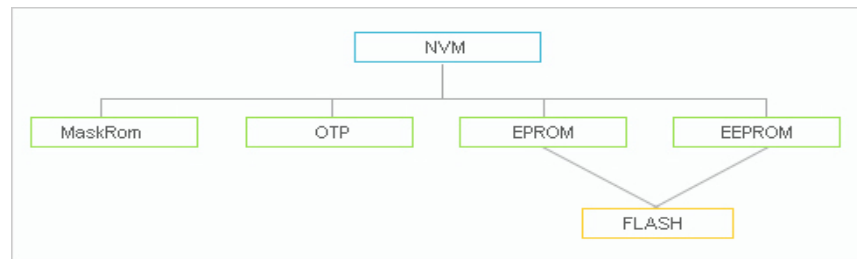 NVM
MaskRom
OTP
EPROM
EEPROM
FLASH